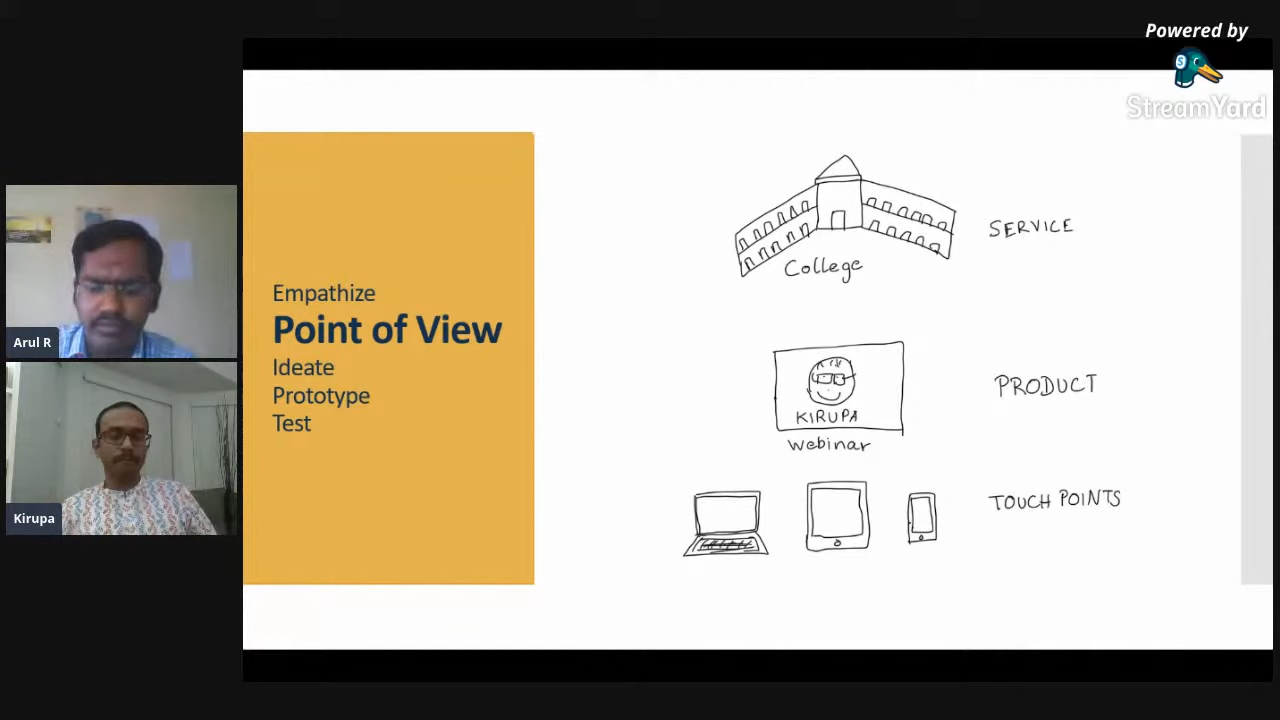 Powered by
StreamYard
Arul R
Kirupa
Empathize
Point of View
Ideate
Prototype
Test
College
SERVICE
KIRUPA
webinar
PRODUCT
TOUCH POINTS